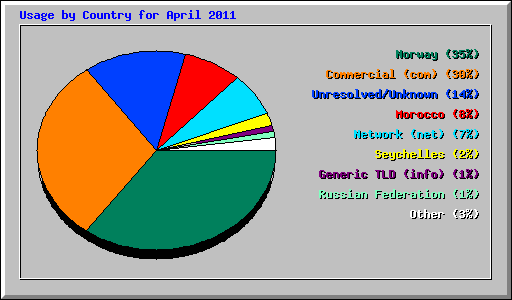 Usage by Country for April 2011
Norway (35%)
Commercial (com) (30%)
Unresolved/Unknown (14%)
Morocco (8%)
Network (net) (7%)
Seychelles (2%)
Generic TLD (info) (1%)
Russian Federation (1%)
Other (3%)